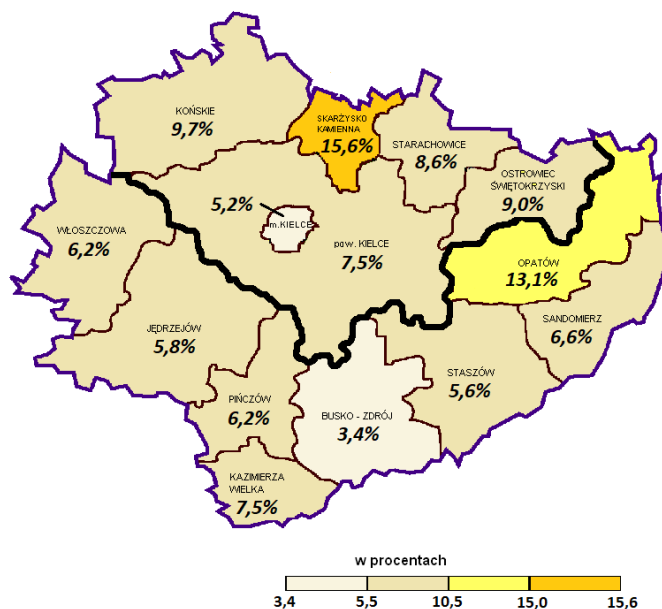 KOŃSKIE
9,7%
SKARŻYSKO
KAMIENNA
15,6%
STARACHOWICE
8,6%
OSTROWIEC
ŚWIĘTOKRZYSKI
9,0%
5,2%
m.KIELCE
WŁOSZCZOWA
6,2%
pow. KIELCE
7,5%
OPATÓW
13,1%
SANDOMIERZ
6,6%
JĘDRZEJÓW
5,8%
STASZÓW
5,6%
PIŃCZÓW
6,2%
BUSKO - ZDRÓJ
3,4%
KAZIMIERZA
WIELKA
7,5%
w procentach
3,4 5,5 10,5 15,0 15,6